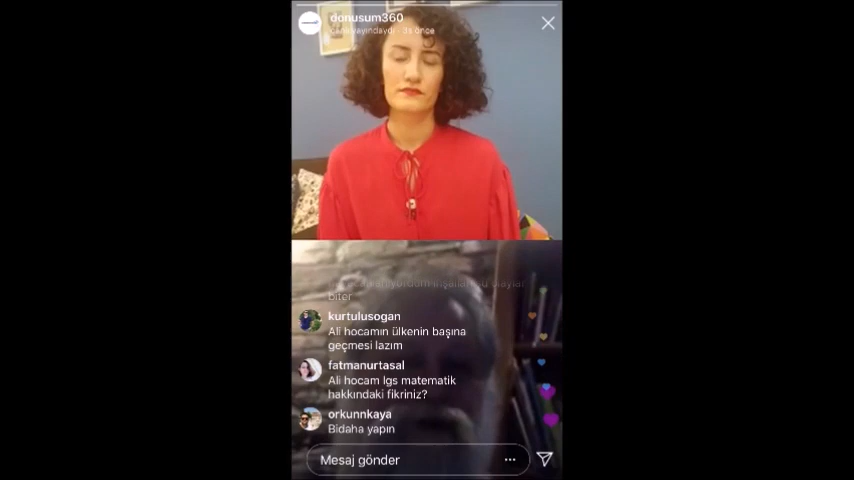 donusum360
canlı yayındaydı · 3s önce
biter
kurtulusogan
Ali hocamın ülkenin başına
geçmesi lazım
fatmanurtasal
Ali hocam lgs matematik
hakkındaki fikriniz?
orkunnkaya
Bidaha yapın
Mesaj gönder